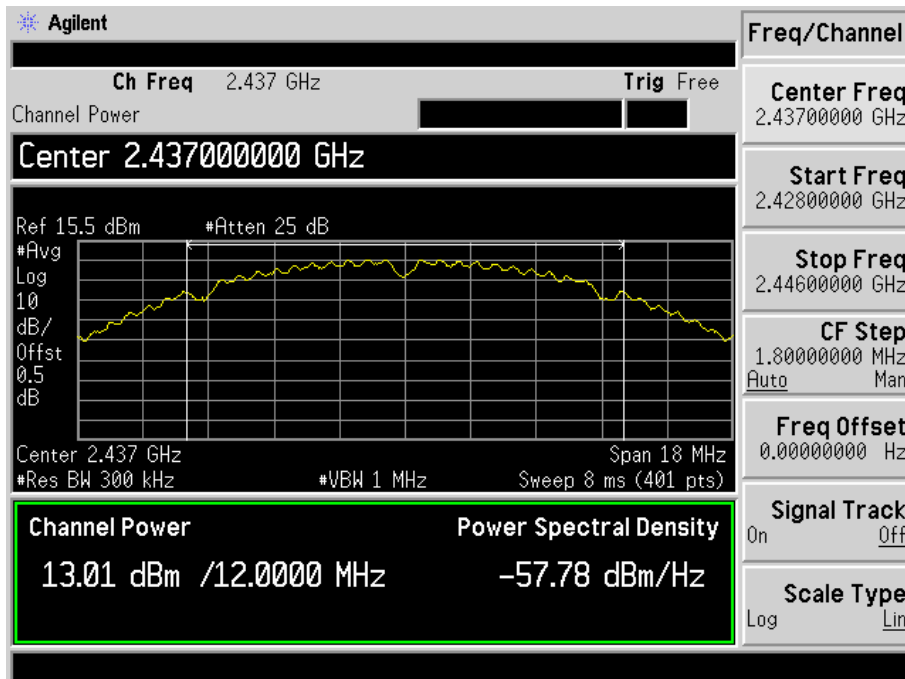 Agilent
Ch Freq 2.437 GHz Trig Free
Channel Power
Center 2.437000000 GHz
Ref 15.5 dBm #Atten 25 dB
#Avg
Log
10
dB/
Offst
0.5
dB
Center 2.437 GHz Span 18 MHz
#Res BW 300 kHz #VBW 1 MHz Sweep 8 ms (401 pts)
Channel Power Power Spectral Density
13.01 dBm /12.0000 MHz -57.78 dBm/Hz
Freq/Channel
Center Freq
2.43700000 GHz
Start Freq
2.42800000 GHz
Stop Freq
2.44600000 GHz
CF Step
1.80000000 MHz
Auto Man
Freq Offset
0.00000000 Hz
Signal Track
On Off
Scale Type
Log Lin